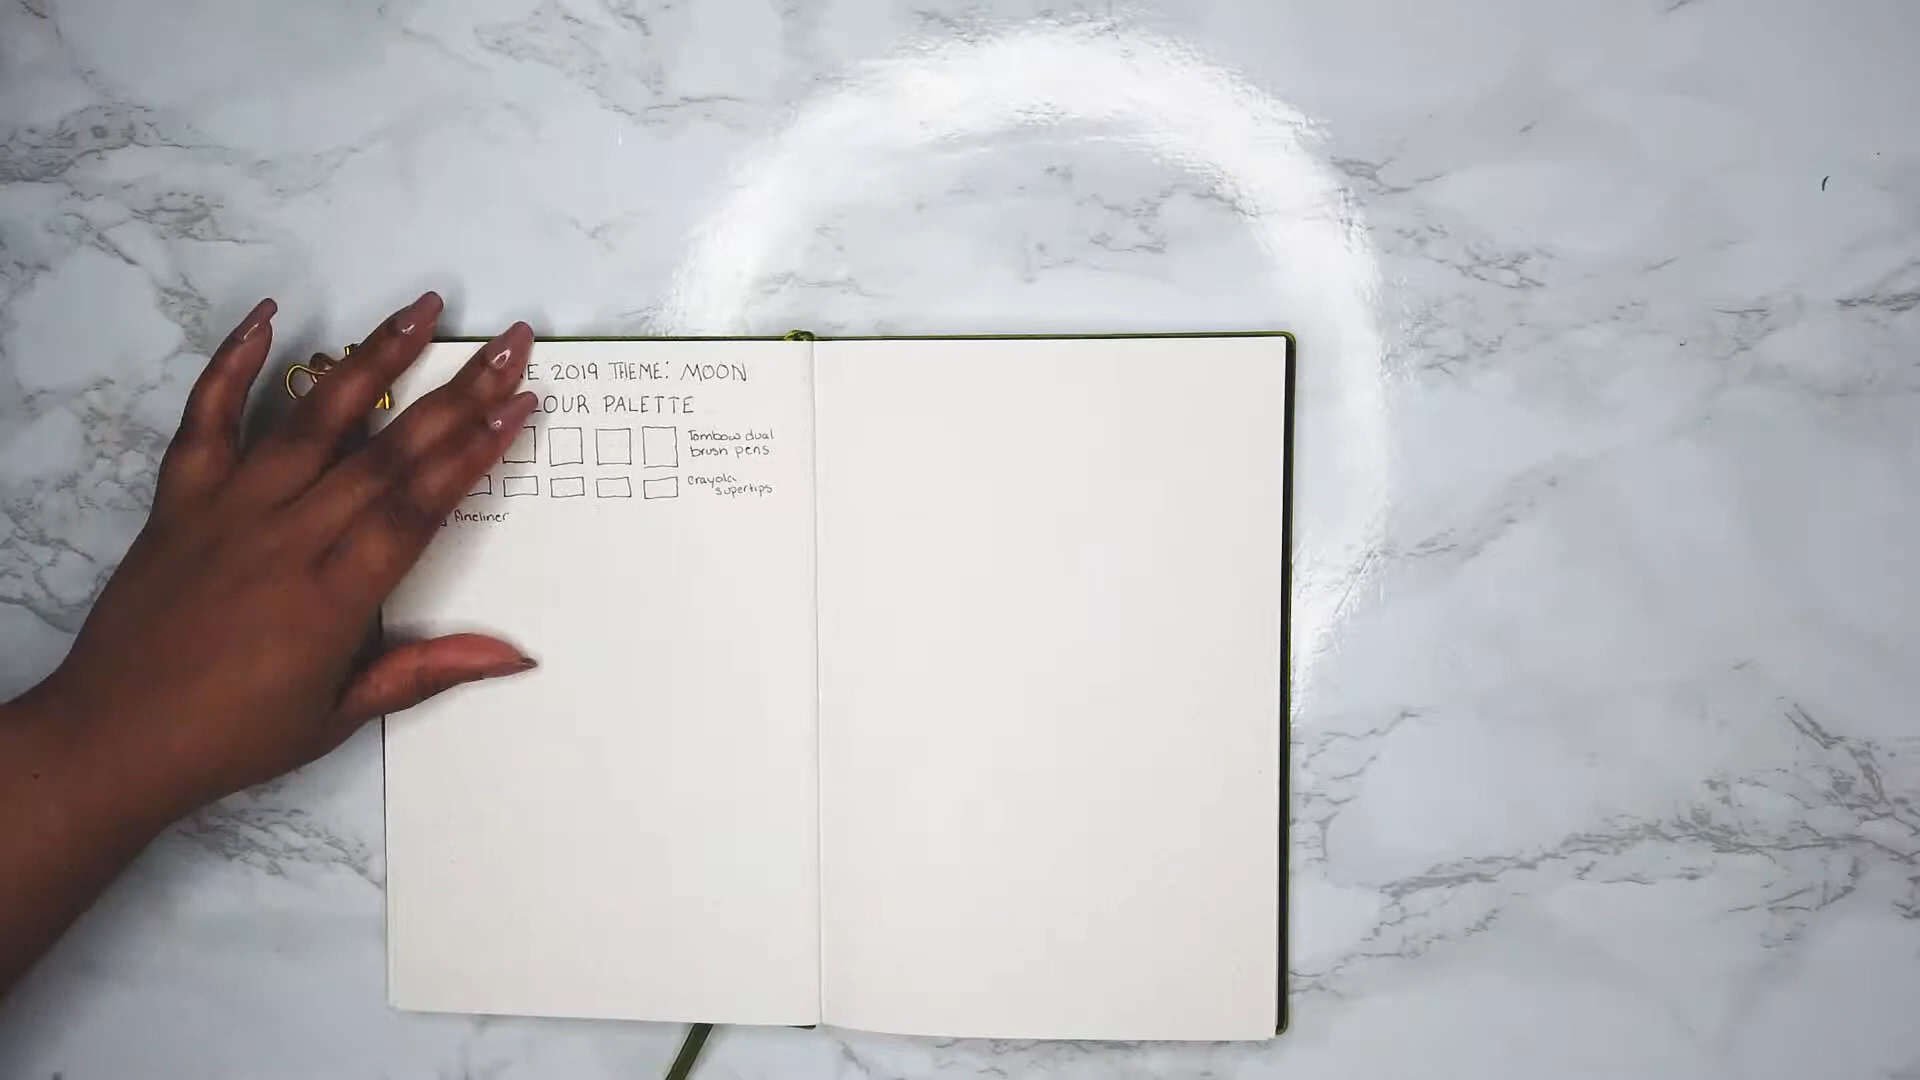 2019 THEME: MOON
PALETTE
Tombow dual
brush pens
crayola
supertips
fineliner